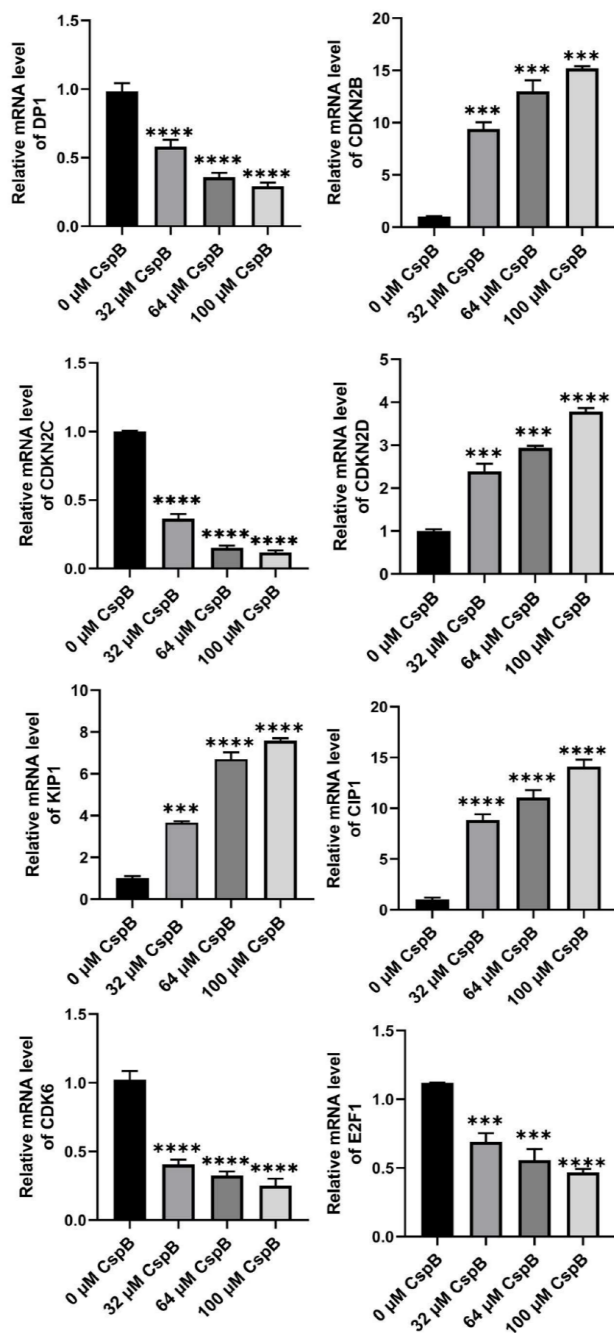 Relative mRNA level
of DP1
1.5
1.0
0.5
0.0
****
****
****
0 μM CspB
32 μM CspB
64 μM CspB
100 μM CspB
Relative mRNA level
of CDKN2B
20
15
10
5
0
***
***
***
0 μM CspB
32 μM CspB
64 μM CspB
100 μM CspB
Relative mRNA level
of CDKN2C
1.5
1.0
0.5
0.0
****
****
****
0 μM CspB
32 μM CspB
64 μM CspB
100 μM CspB
Relative mRNA level
of CDKN2D
5
4
3
2
1
0
***
***
****
0 μM CspB
32 μM CspB
64 μM CspB
100 μM CspB
Relative mRNA level
of KIP1
10
8
6
4
2
0
***
****
****
0 μM CspB
32 μM CspB
64 μM CspB
100 μM CspB
Relative mRNA level
of CIP1
20
15
10
5
0
****
****
****
0 μM CspB
32 μM CspB
64 μM CspB
100 μM CspB
Relative mRNA level
of CDK6
1.5
1.0
0.5
0.0
****
****
****
0 μM CspB
32 μM CspB
64 μM CspB
100 μM CspB
Relative mRNA level
of E2F1
1.5
1.0
0.5
0.0
***
***
****
0 μM CspB
32 μM CspB
64 μM CspB
100 μM CspB